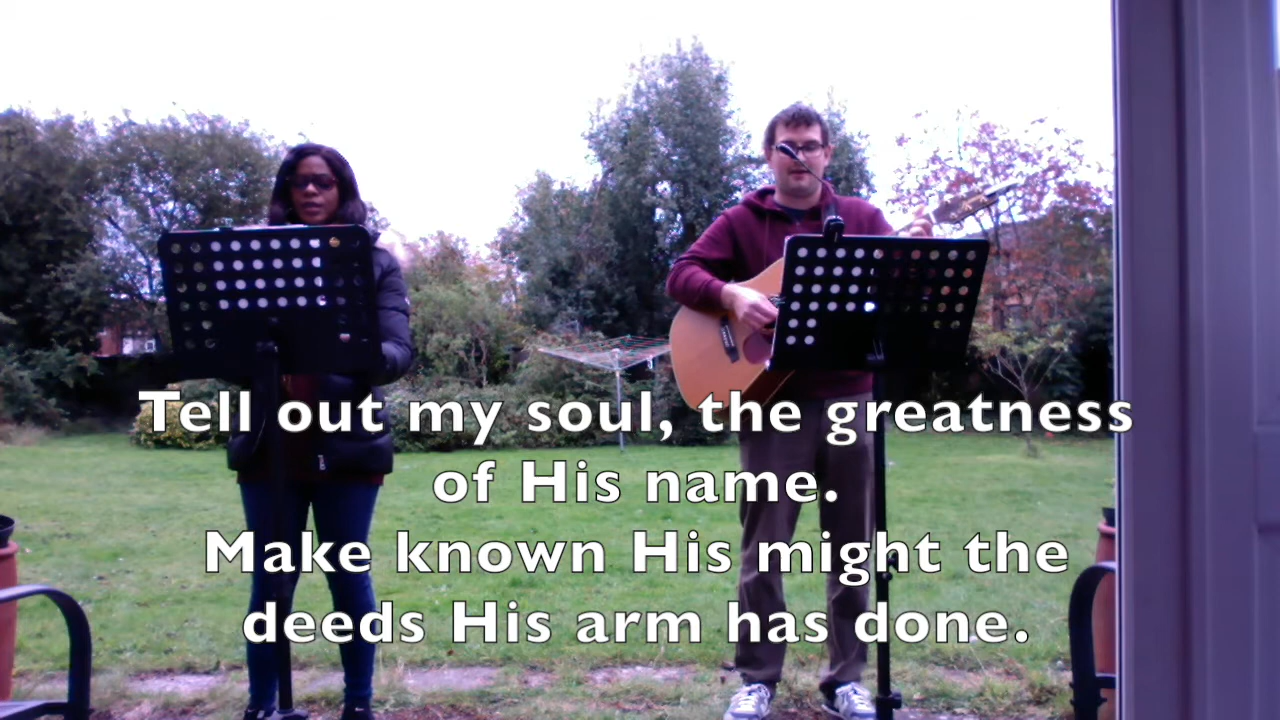 Tell out my soul, the greatness
of His name.
Make known His might the
deeds His arm has done.